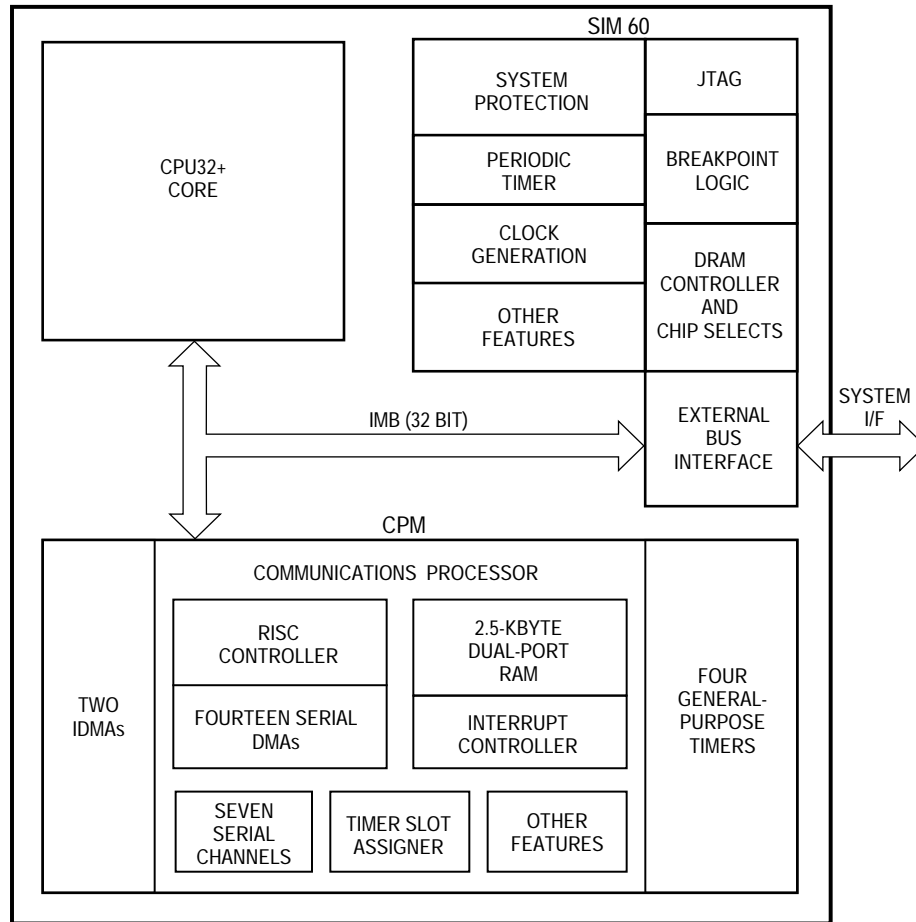 SIM 60
SYSTEM
PROTECTION
JTAG
CPU32+
CORE
PERIODIC
TIMER
BREAKPOINT
LOGIC
CLOCK
GENERATION
DRAM
CONTROLLER
AND
CHIP SELECTS
OTHER
FEATURES
IMB (32 BIT)
EXTERNAL
BUS
INTERFACE
SYSTEM
I/F
CPM
COMMUNICATIONS PROCESSOR
TWO
IDMAs
RISC
CONTROLLER
2.5-KBYTE
DUAL-PORT
RAM
FOURTEEN SERIAL
DMAs
INTERRUPT
CONTROLLER
FOUR
GENERAL-
PURPOSE
TIMERS
SEVEN
SERIAL
CHANNELS
TIMER SLOT
ASSIGNER
OTHER
FEATURES